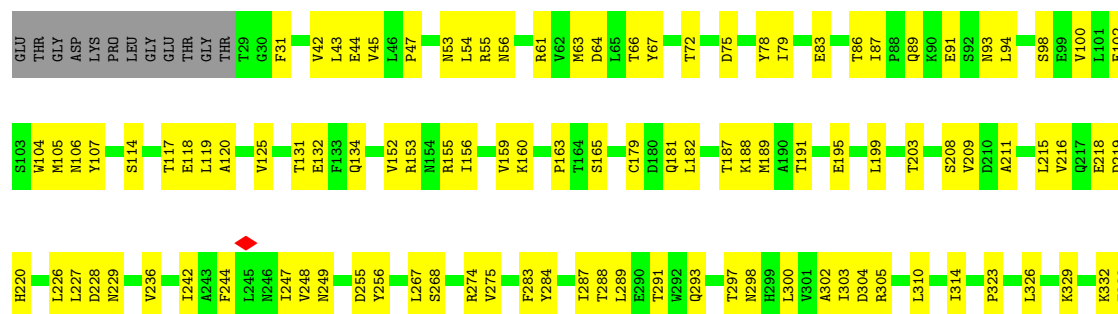 GLU THR GLY ASP LYS PRO LEU GLY GLU THR GLY THR T29 G30 F31 V42 L43 E44 V45 L46 P47 N53 L54 R55 N56 R61 V62 M63 D64 L65 T66 Y67 T72 D75 Y78 I79 E83 T86 I87 P88 Q89 K90 E91 S92 N93 L94 S98 E99 V100 L101 E102
S103 W104 M105 N106 Y107 S114 T117 E118 L119 A120 V125 T131 E132 F133 Q134 V152 R153 N154 R155 I156 V159 K160 P163 T164 S165 C179 D180 Q181 L182 T187 K188 M189 A190 T191 E195 L199 T203 S208 V209 D210 A211 L215 V216 Q217 E218 D219
H220 L226 L227 D228 N229 V236 I242 A243 F244 L245 N246 I247 V248 N249 D255 Y256 L267 S268 R274 V275 F283 Y284 I287 T288 L289 E290 T291 W292 Q293 T297 N298 H299 L300 V301 A302 I303 D304 R305 L310 I314 P323 L326 K329 K332